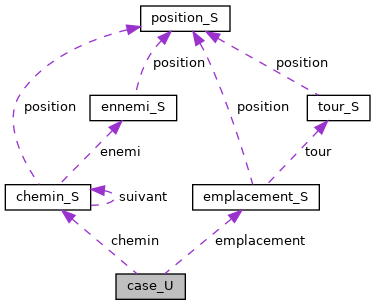 position_S
position
position
ennemi_S
tour_S
position
position
enemi
tour
chemin_S
suivant
emplacement_S
chemin
emplacement
case_U